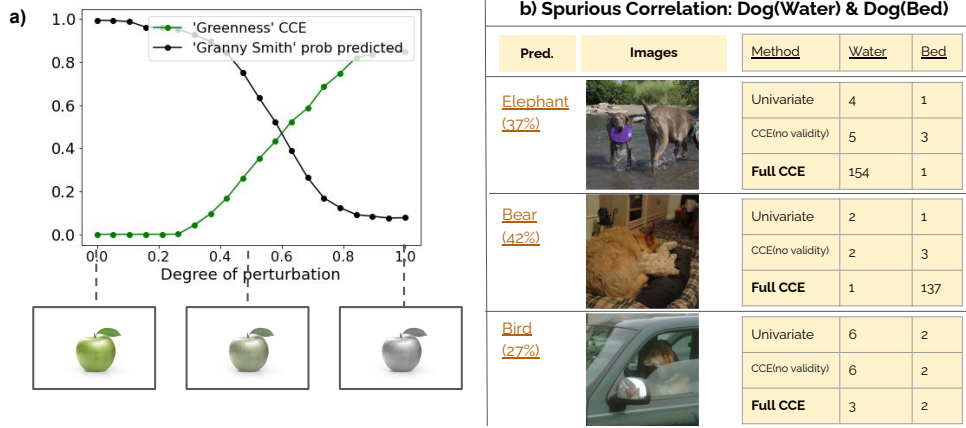 a)
'Greenness' CCE
'Granny Smith' prob predicted
1.0
0.8
0.6
0.4
0.2
0.0
0.0 0.2 0.4 0.6 0.8 1.0
Degree of perturbation
b) Spurious Correlation: Dog(Water) & Dog(Bed)
Pred. Images Method Water Bed
Elephant
(37%)
Univariate 4 1
CCE(no validity) 5 3
Full CCE 154 1
Bear
(42%)
Univariate 2 1
CCE(no validity) 2 3
Full CCE 1 137
Bird
(27%)
Univariate 6 2
CCE(no validity) 6 2
Full CCE 3 2